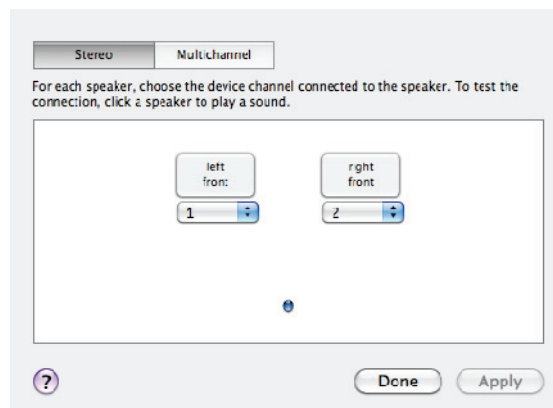 Stereo Multichannel
For each speaker, choose the device channel connected to the speaker. To test the
connection, click a speaker to play a sound.
left right
front front
1 2
? Done Apply